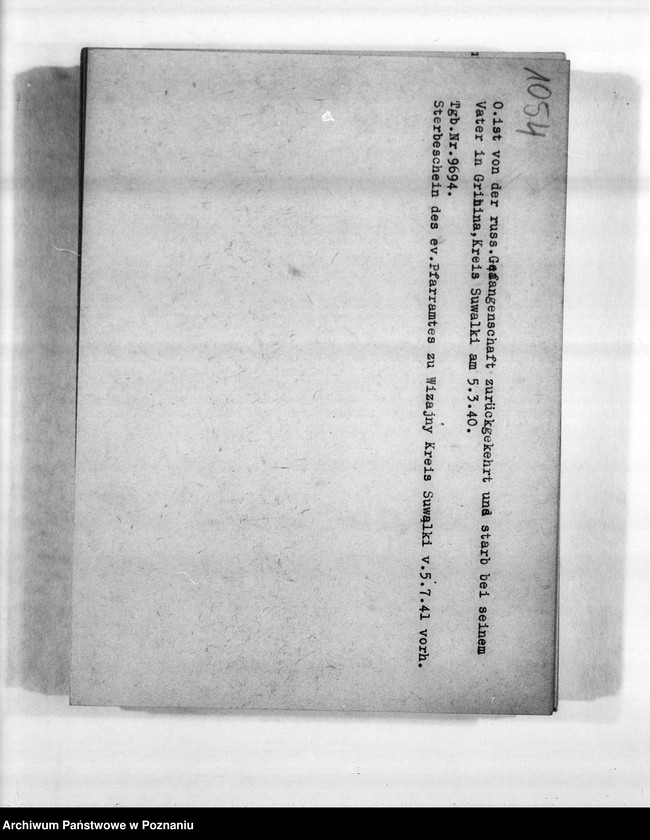 1054
O.ist von der russ.Gefangenschaft zurückgekehrt und starb bei seinem
Vater in Grihina,Kreis Suwalki am 5.3.40.
Tgb.Nr.9694.
Sterbeschein des ev.Pfarramtes zu Wizajny Kreis Suwalki v.5.7.41 vorh.
Archiwum Państwowe w Poznaniu